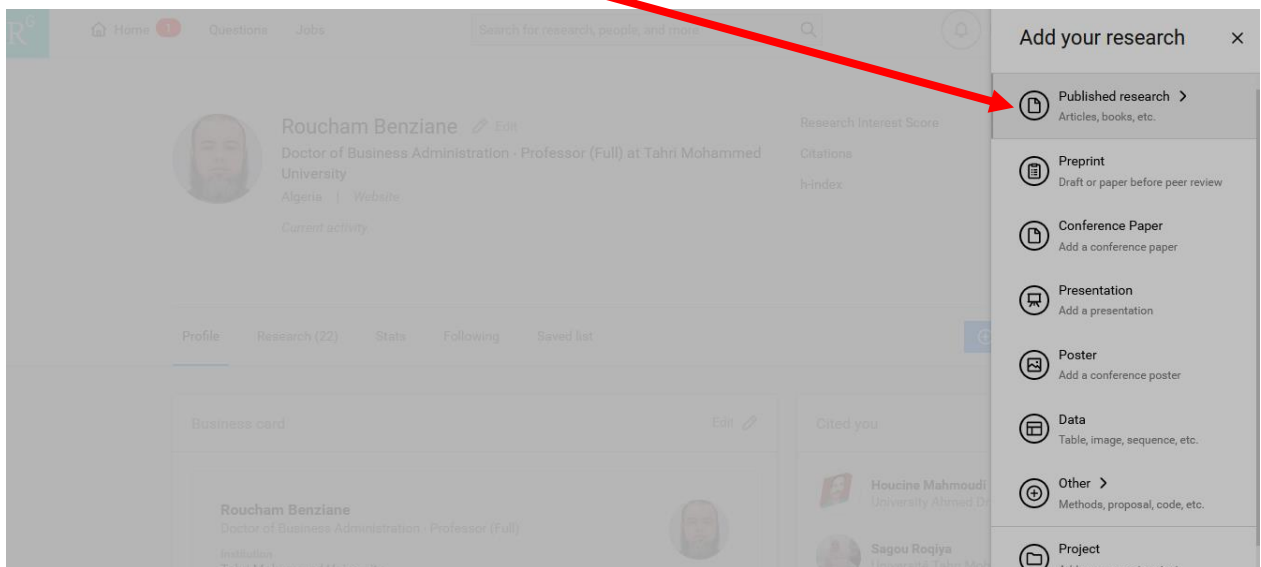 RG
Home 1 Questions Jobs Search for research, people, and more
Add your research ×
Published research >
Articles, books, etc.
Preprint
Draft or paper before peer review
Conference Paper
Add a conference paper
Presentation
Add a presentation
Poster
Add a conference poster
Data
Table, image, sequence, etc.
Other >
Methods, proposal, code, etc.
Project
Roucham Benziane Edit
Doctor of Business Administration · Professor (Full) at Tahri Mohammed
University
Algeria | Website
Current activity
Research Interest Score
Citations
h-index
Profile Research (22) Stats Following Saved list
Business card Edit
Roucham Benziane
Doctor of Business Administration · Professor (Full)
Institution
Cited you
Houcine Mahmoudi
University Ahmed D
Sagou Roqiya